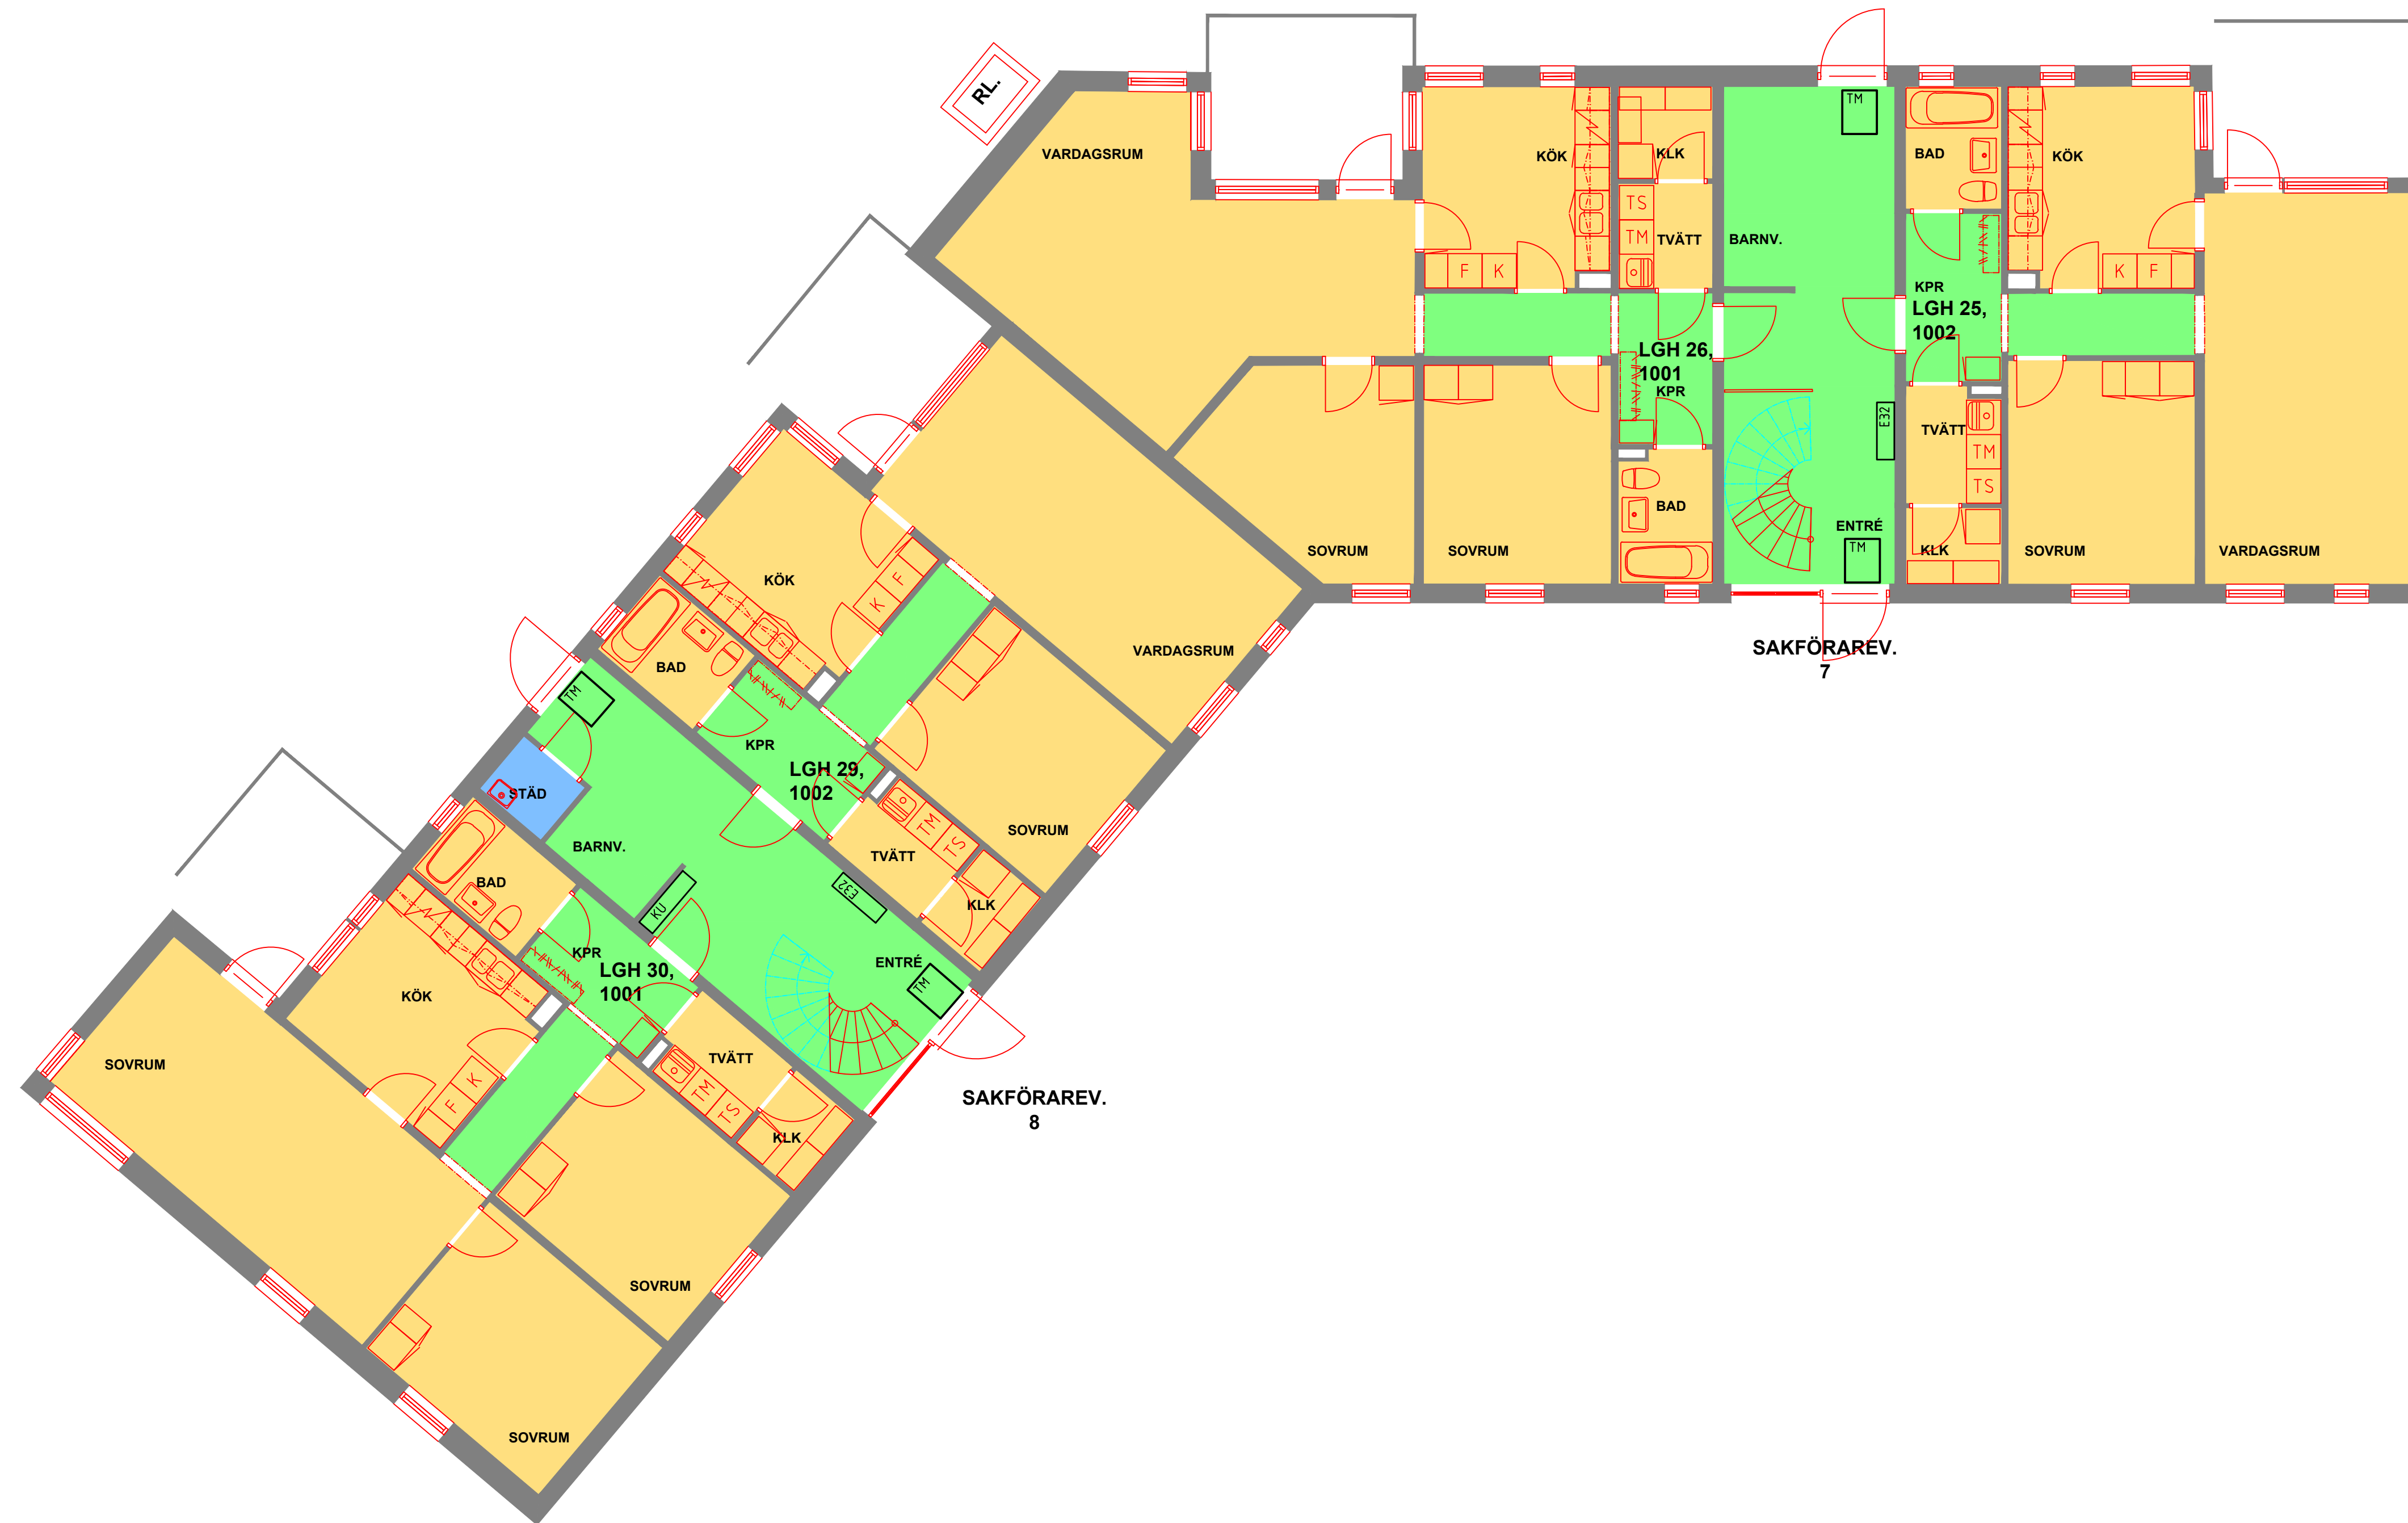 RL.
VARDAGSRUM
KÖK
F
K
KLK
TS
TM
TVÄTT
LGH 26,
1001
KPR
BAD
SOVRUM
SOVRUM
TM
BARNV.
E32
ENTRÉ
TM
BAD
KÖK
KPR
LGH 25,
1002
K
F
TVÄTT
TM
TS
KLK
SOVRUM
VARDAGSRUM
SAKFÖRAREV.
7
KÖK
F
K
VARDAGSRUM
BAD
TM
KPR
LGH 29,
1002
STÄD
SOVRUM
BARNV.
TVÄTT
TM
TS
KLK
E32
KU
ENTRÉ
TM
BAD
KPR
LGH 30,
1001
KÖK
K
F
TVÄTT
TM
TS
KLK
SOVRUM
SOVRUM
SOVRUM
SAKFÖRAREV.
8